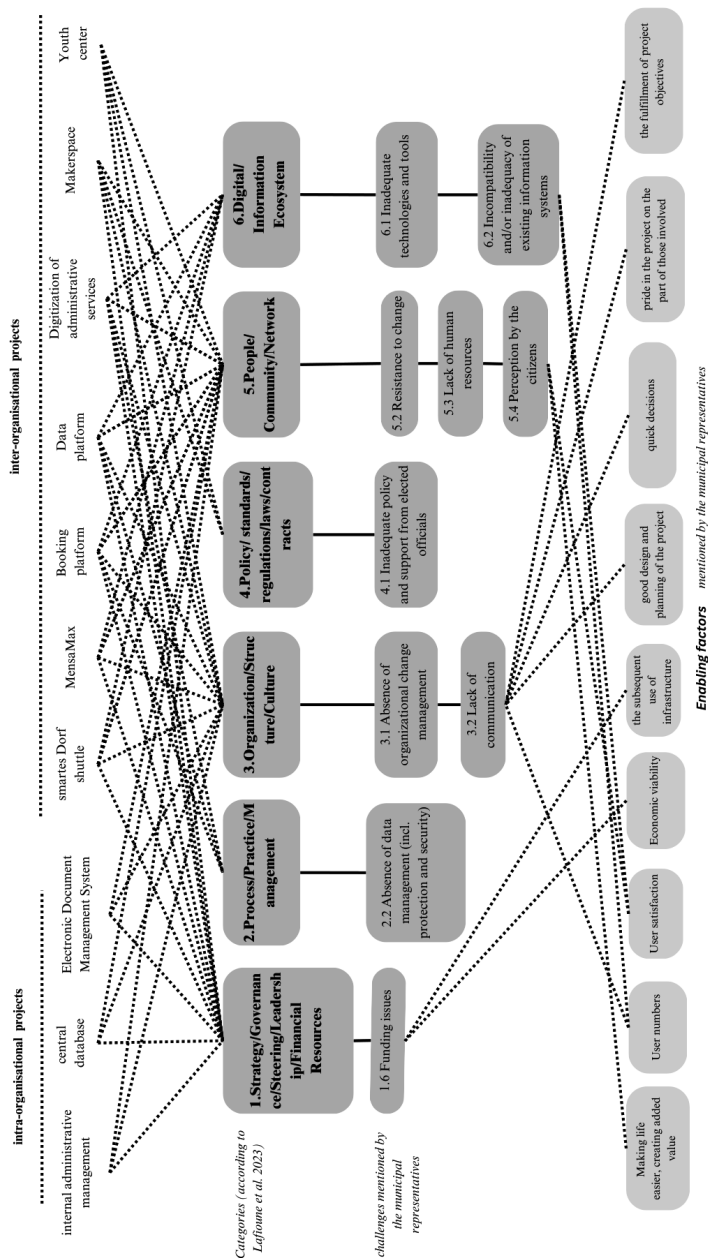 intra-organisational projects
inter-organisational projects
internal administrative
management
central
database
Electronic Document
Management System
smartes Dorf
shuttle
MensaMax
Booking
platform
Data
platform
Digitization of
administrative
services
Makerspace
Youth
center
Categories (according to
Lafioune et al. 2023)
1.Strategy/Governan
ce/Steering/Leadersh
ip/Financial
Resources
2.Process/Practice/M
anagement
3.Organization/Struc
ture/Culture
4.Policy/ standards/
regulations/laws/cont
racts
5.People/
Community/Network
6.Digital/
Information
Ecosystem
challenges mentioned by
the municipal
representatives
1.6 Funding issues
2.2 Absence of data
management (incl.
protection and security)
3.1 Absence of
organizational change
management
3.2 Lack of
communication
4.1 Inadequate policy
and support from elected
officials
5.2 Resistance to change
5.3 Lack of human
resources
5.4 Perception by the
citizens
6.1 Inadequate
technologies and tools
6.2 Incompatibility
and/or inadequacy of
existing information
systems
Making life
easier, creating added
value
User numbers
User satisfaction
Economic viability
the subsequent
use of
infrastructure
good design and
planning of the project
quick decisions
pride in the project on the
part of those involved
the fulfillment of project
objectives
Enabling factors mentioned by the municipal representatives